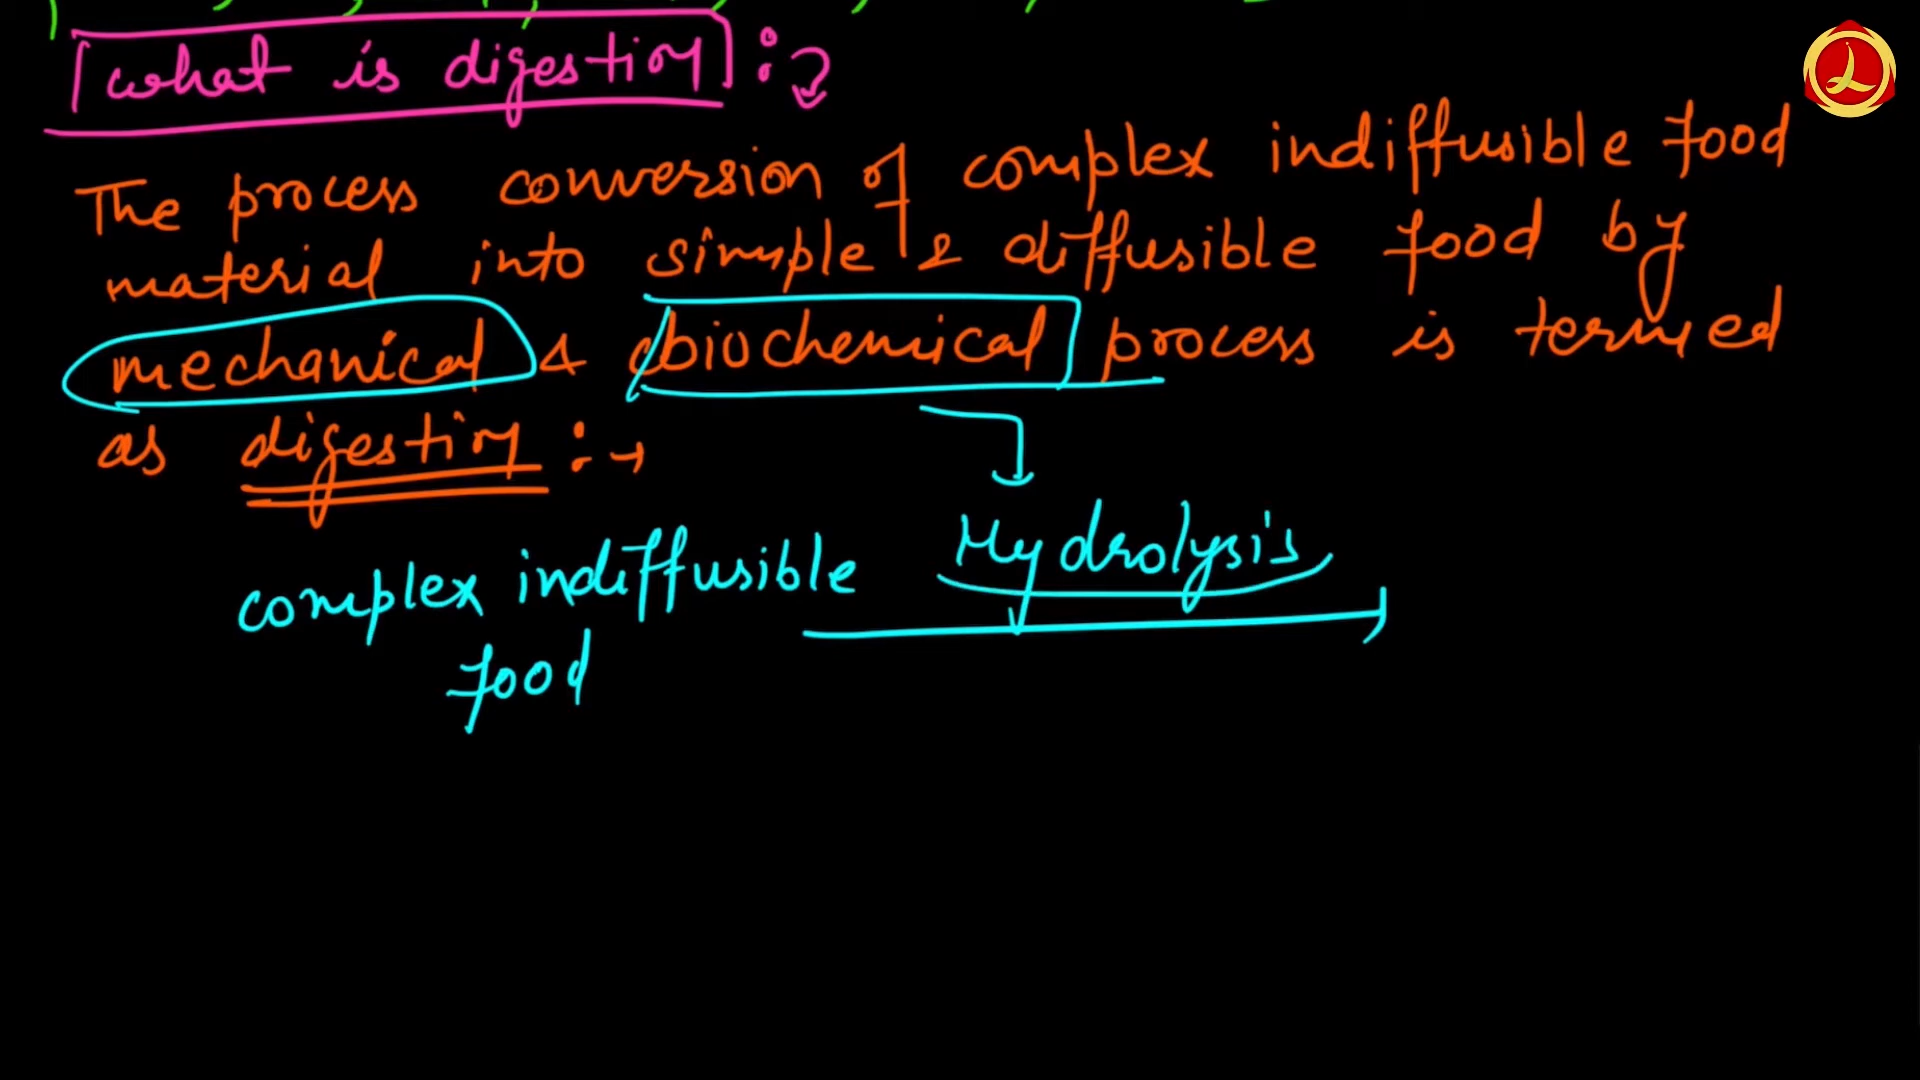 what is digestion :→
The process conversion of complex indiffusible food
material into simple & diffusible food by
mechanical & biochemical process is termed
as digestion :→
Hydrolysis
complex indiffusible
food